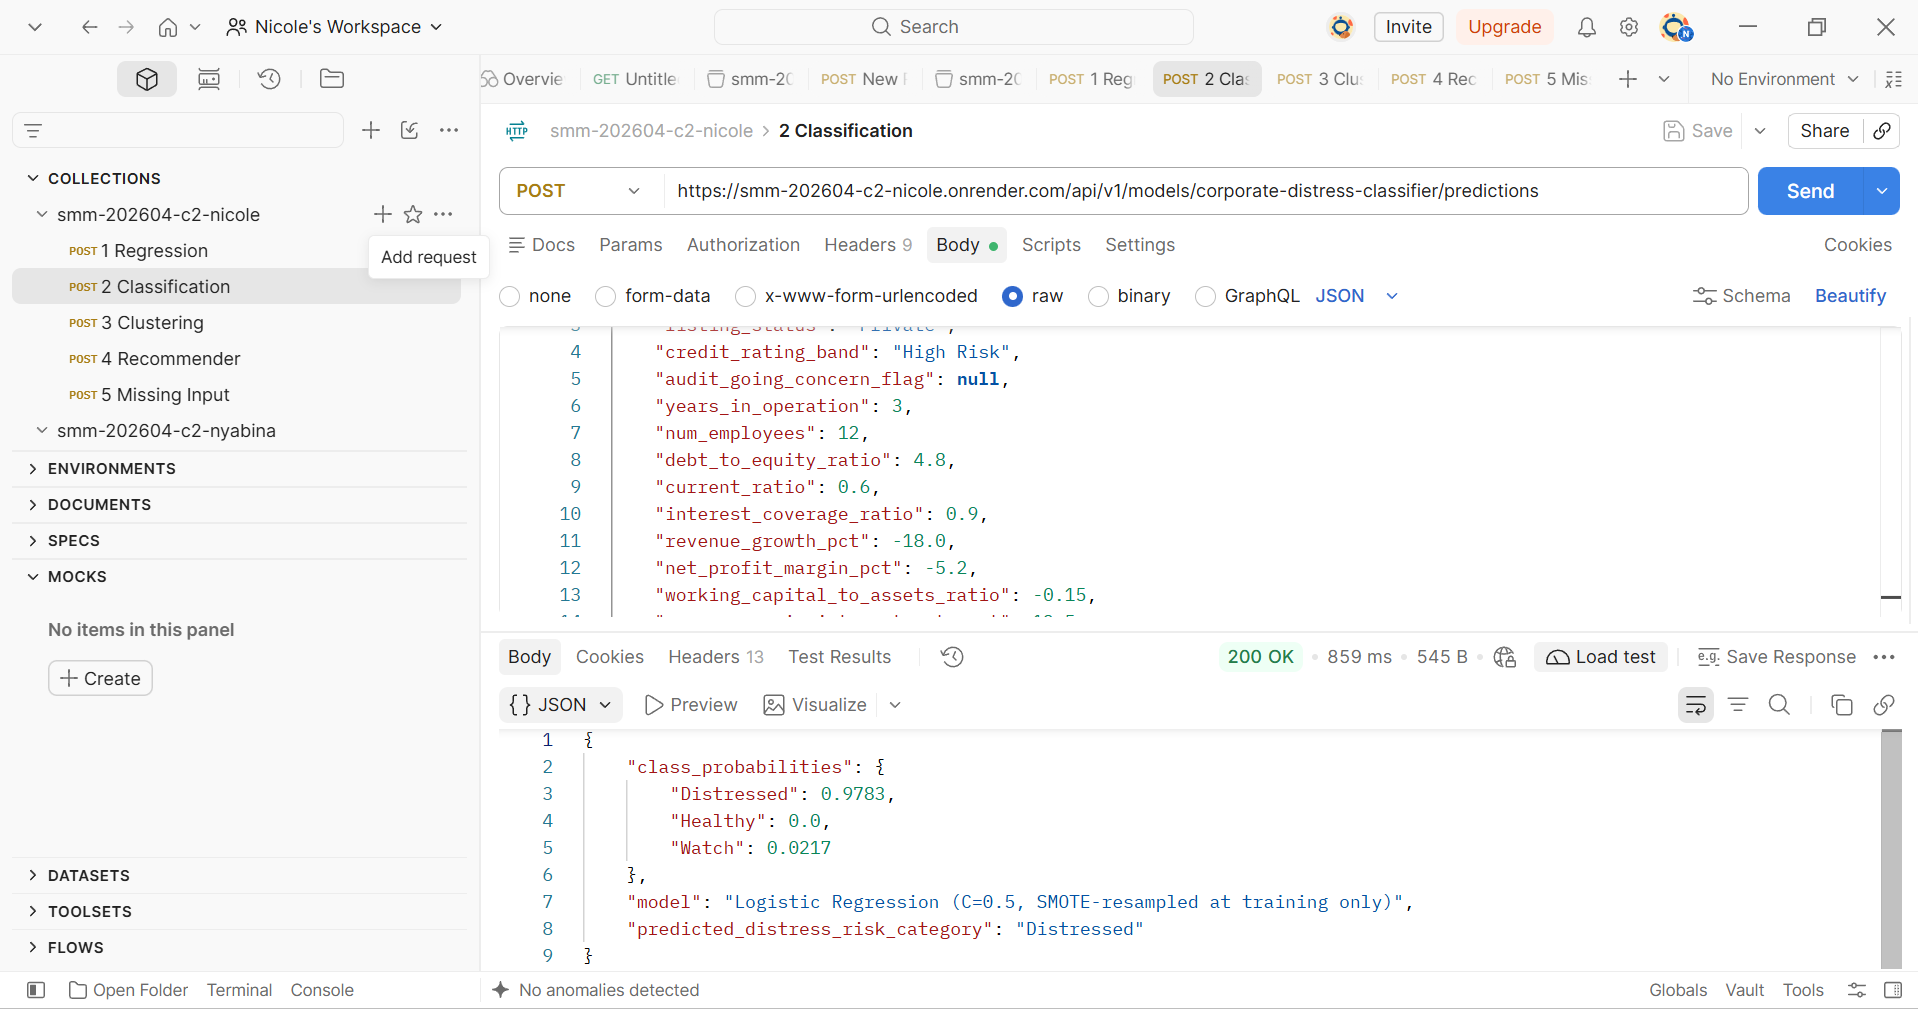 Nicole's Workspace
Search
Invite
Upgrade
N
Overvie
GET Untitle
smm-20
POST New
smm-20
POST 1 Reg
POST 2 Cla
POST 3 Clu
POST 4 Rec
POST 5 Mis
No Environment
HTTP
smm-202604-c2-nicole > 2 Classification
Save
Share
COLLECTIONS
smm-202604-c2-nicole
POST 1 Regression
Add request
POST 2 Classification
POST 3 Clustering
POST 4 Recommender
POST 5 Missing Input
smm-202604-c2-nyabina
ENVIRONMENTS
DOCUMENTS
SPECS
MOCKS
No items in this panel
Create
DATASETS
TOOLSETS
FLOWS
POST
https://smm-202604-c2-nicole.onrender.com/api/v1/models/corporate-distress-classifier/predictions
Send
Docs Params Authorization Headers 9 Body Scripts Settings Cookies
none form-data x-www-form-urlencoded raw binary GraphQL JSON Schema Beautify
3 "listing_status": "Private",
4 "credit_rating_band": "High Risk",
5 "audit_going_concern_flag": null,
6 "years_in_operation": 3,
7 "num_employees": 12,
8 "debt_to_equity_ratio": 4.8,
9 "current_ratio": 0.6,
10 "interest_coverage_ratio": 0.9,
11 "revenue_growth_pct": -18.0,
12 "net_profit_margin_pct": -5.2,
13 "working_capital_to_assets_ratio": -0.15,
Body Cookies Headers 13 Test Results
200 OK • 859 ms • 545 B •
Load test
e.g. Save Response
{} JSON Preview Visualize
1 {
2 "class_probabilities": {
3 "Distressed": 0.9783,
4 "Healthy": 0.0,
5 "Watch": 0.0217
6 },
7 "model": "Logistic Regression (C=0.5, SMOTE-resampled at training only)",
8 "predicted_distress_risk_category": "Distressed"
9 }
Open Folder Terminal Console
No anomalies detected
Globals Vault Tools